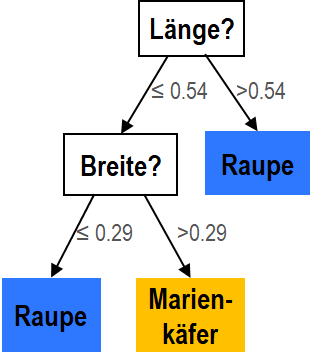 Länge?
≤ 0.54
>0.54
Breite?
Raupe
≤ 0.29
>0.29
Raupe
Marien-
käfer